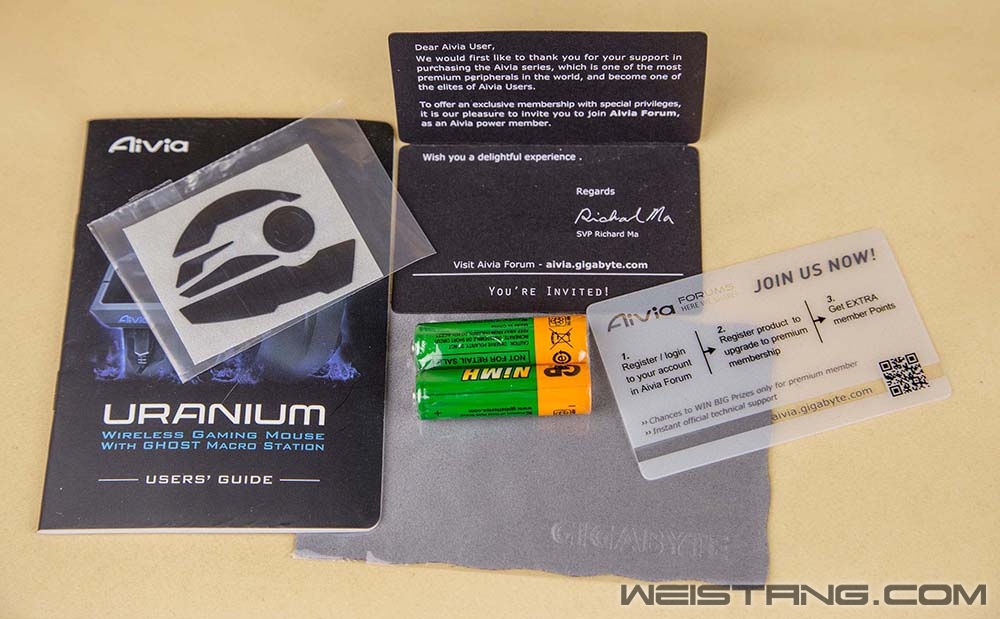 Dear Aivia User,
We would first like to thank you for your support in
purchasing the Aivia series, which is one of the most
premium peripherals in the world, and become one of
the elites of Aivia Users.
To offer an exclusive membership with special privileges,
it is our pleasure to invite you to join Aivia Forum,
as an Aivia power member.
Wish you a delightful experience .
Regards
Richard Ma
SVP Richard Ma
Visit Aivia Forum - aivia.gigabyte.com
YOU'RE INVITED!
Aivia
Aivia
URANIUM
WIRELESS GAMING MOUSE
WITH GHOST MACRO STATION
USERS' GUIDE
NOT FOR RETAIL SALE
GP
NiMH
Aivia FORUMS
HERE WE SHARE
JOIN US NOW!
1.
Register / login
to your account
in Aivia Forum
2.
Register product to
upgrade to premium
membership
3.
Get EXTRA
member Points
›› Chances to WIN BIG Prizes only for premium member
›› Instant official technical support
aivia.gigabyte.com
GIGABYTE
WEISTANG.COM